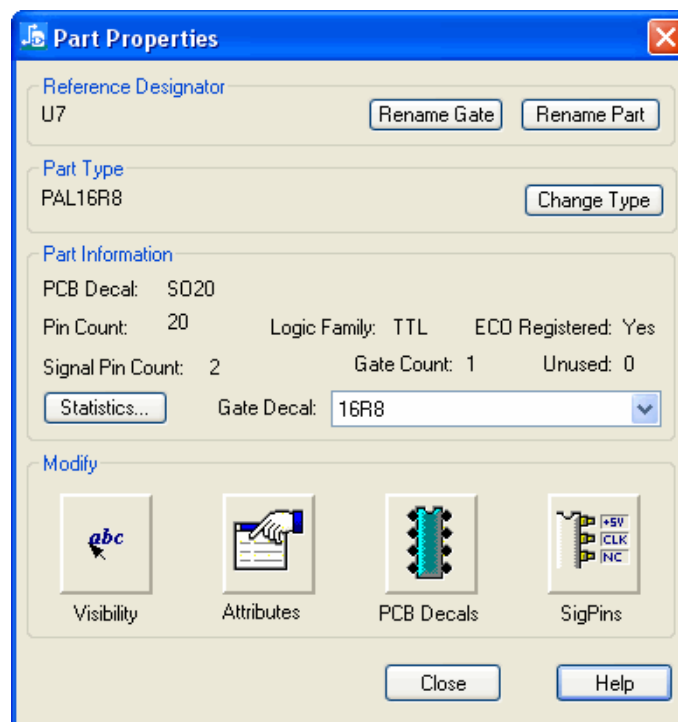 Part Properties
Reference Designator
U7 Rename Gate Rename Part
Part Type
PAL16R8 Change Type
Part Information
PCB Decal: SO20
Pin Count: 20 Logic Family: TTL ECO Registered: Yes
Signal Pin Count: 2 Gate Count: 1 Unused: 0
Statistics... Gate Decal: 16R8
Modify
abc +5V
CLK
NC
Visibility Attributes PCB Decals SigPins
Close Help